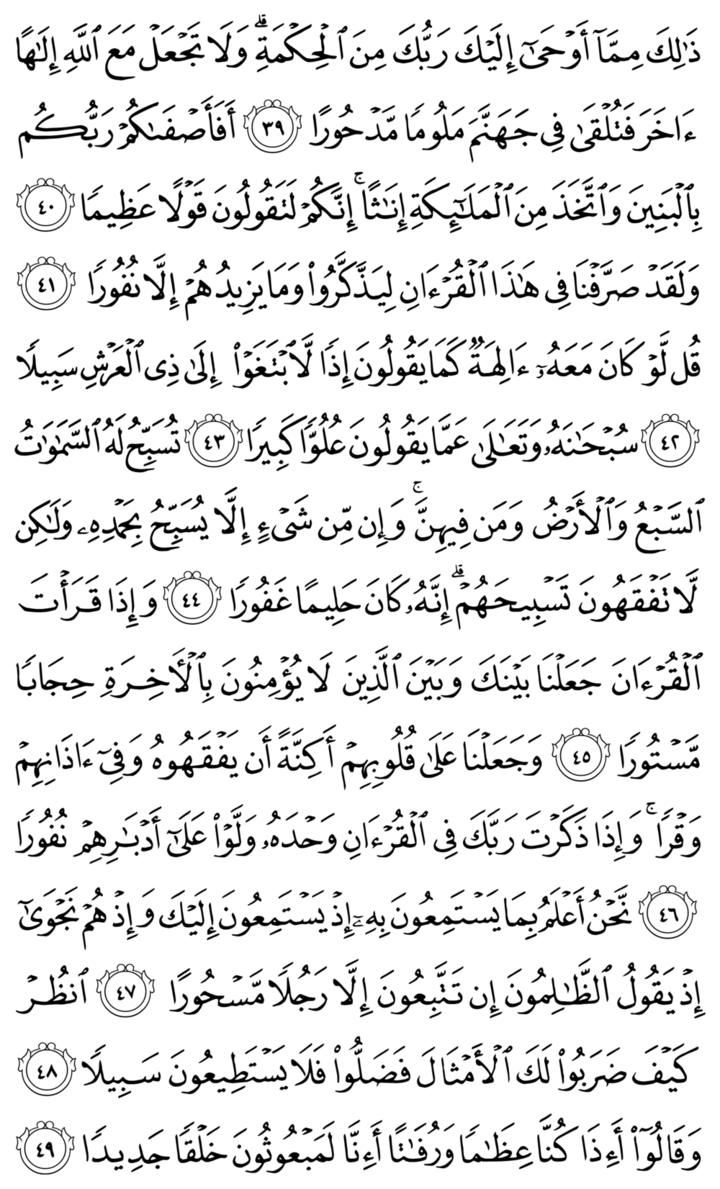 ذَٰلِكَ مِمَّآ أَوۡحَىٰٓ إِلَيۡكَ رَبُّكَ مِنَ ٱلۡحِكۡمَةِۗ وَلَا تَجۡعَلۡ مَعَ ٱللَّهِ إِلَٰهًا
ءَاخَرَ فَتُلۡقَىٰ فِي جَهَنَّمَ مَلُومٗا مَّدۡحُورًا ٣٩ أَفَأَصۡفَىٰكُمۡ رَبُّكُم
بِٱلۡبَنِينَ وَٱتَّخَذَ مِنَ ٱلۡمَلَٰٓئِكَةِ إِنَٰثًاۚ إِنَّكُمۡ لَتَقُولُونَ قَوۡلًا عَظِيمٗا ٤٠
وَلَقَدۡ صَرَّفۡنَا فِي هَٰذَا ٱلۡقُرۡءَانِ لِيَذَّكَّرُواْ وَمَا يَزِيدُهُمۡ إِلَّا نُفُورٗا ٤١
قُل لَّوۡ كَانَ مَعَهُۥٓ ءَالِهَةٞ كَمَا يَقُولُونَ إِذٗا لَّٱبۡتَغَوۡاْ إِلَىٰ ذِي ٱلۡعَرۡشِ سَبِيلٗا
٤٢ سُبۡحَٰنَهُۥ وَتَعَٰلَىٰ عَمَّا يَقُولُونَ عُلُوّٗا كَبِيرٗا ٤٣ تُسَبِّحُ لَهُ ٱلسَّمَٰوَٰتُ
ٱلسَّبۡعُ وَٱلۡأَرۡضُ وَمَن فِيهِنَّۚ وَإِن مِّن شَيۡءٍ إِلَّا يُسَبِّحُ بِحَمۡدِهِۦ وَلَٰكِن
لَّا تَفۡقَهُونَ تَسۡبِيحَهُمۡۗ إِنَّهُۥ كَانَ حَلِيمًا غَفُورٗا ٤٤ وَإِذَا قَرَأۡتَ
ٱلۡقُرۡءَانَ جَعَلۡنَا بَيۡنَكَ وَبَيۡنَ ٱلَّذِينَ لَا يُؤۡمِنُونَ بِٱلۡأٓخِرَةِ حِجَابٗا
مَّسۡتُورٗا ٤٥ وَجَعَلۡنَا عَلَىٰ قُلُوبِهِمۡ أَكِنَّةً أَن يَفۡقَهُوهُ وَفِيٓ ءَاذَانِهِمۡ
وَقۡرٗاۚ وَإِذَا ذَكَرۡتَ رَبَّكَ فِي ٱلۡقُرۡءَانِ وَحۡدَهُۥ وَلَّوۡاْ عَلَىٰٓ أَدۡبَٰرِهِمۡ نُفُورٗا
٤٦ نَّحۡنُ أَعۡلَمُ بِمَا يَسۡتَمِعُونَ بِهِۦٓ إِذۡ يَسۡتَمِعُونَ إِلَيۡكَ وَإِذۡ هُمۡ نَجۡوَىٰٓ
إِذۡ يَقُولُ ٱلظَّٰلِمُونَ إِن تَتَّبِعُونَ إِلَّا رَجُلٗا مَّسۡحُورًا ٤٧ ٱنظُرۡ
كَيۡفَ ضَرَبُواْ لَكَ ٱلۡأَمۡثَالَ فَضَلُّواْ فَلَا يَسۡتَطِيعُونَ سَبِيلٗا ٤٨
وَقَالُوٓاْ أَءِذَا كُنَّا عِظَٰمٗا وَرُفَٰتًا أَءِنَّا لَمَبۡعُوثُونَ خَلۡقٗا جَدِيدٗا ٤٩